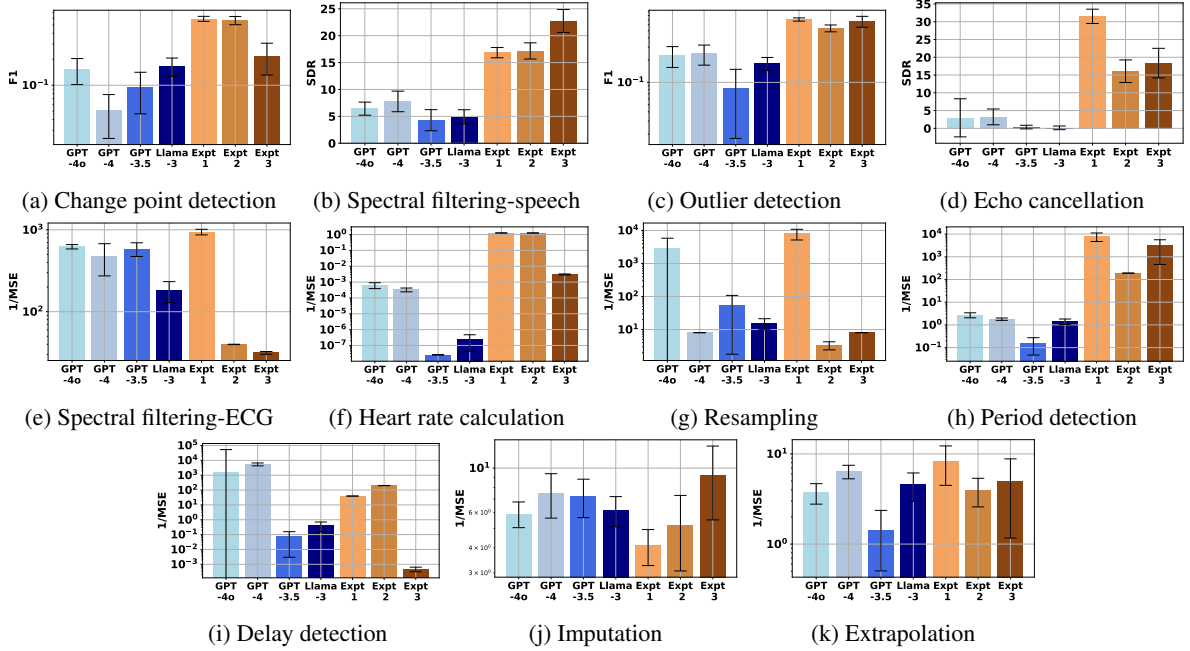 F1
10⁻¹
GPT -4o GPT -4 GPT -3.5 Llama -3 Expt 1 Expt 2 Expt 3
(a) Change point detection
SDR
25
20
15
10
5
0
GPT -4o GPT -4 GPT -3.5 Llama -3 Expt 1 Expt 2 Expt 3
(b) Spectral filtering-speech
F1
10⁻¹
GPT -4o GPT -4 GPT -3.5 Llama -3 Expt 1 Expt 2 Expt 3
(c) Outlier detection
SDR
35
30
25
20
15
10
5
0
GPT -4o GPT -4 GPT -3.5 Llama -3 Expt 1 Expt 2 Expt 3
(d) Echo cancellation
1/MSE
10³
10²
GPT -4o GPT -4 GPT -3.5 Llama -3 Expt 1 Expt 2 Expt 3
(e) Spectral filtering-ECG
1/MSE
10⁰
10⁻¹
10⁻²
10⁻³
10⁻⁴
10⁻⁵
10⁻⁶
10⁻⁷
GPT -4o GPT -4 GPT -3.5 Llama -3 Expt 1 Expt 2 Expt 3
(f) Heart rate calculation
1/MSE
10⁴
10³
10²
10¹
GPT -4o GPT -4 GPT -3.5 Llama -3 Expt 1 Expt 2 Expt 3
(g) Resampling
1/MSE
10⁴
10³
10²
10¹
10⁰
10⁻¹
GPT -4o GPT -4 GPT -3.5 Llama -3 Expt 1 Expt 2 Expt 3
(h) Period detection
1/MSE
10⁵
10⁴
10³
10²
10¹
10⁰
10⁻¹
10⁻²
10⁻³
GPT -4o GPT -4 GPT -3.5 Llama -3 Expt 1 Expt 2 Expt 3
(i) Delay detection
1/MSE
10¹
6 × 10⁰
4 × 10⁰
3 × 10⁰
GPT -4o GPT -4 GPT -3.5 Llama -3 Expt 1 Expt 2 Expt 3
(j) Imputation
1/MSE
10¹
10⁰
GPT -4o GPT -4 GPT -3.5 Llama -3 Expt 1 Expt 2 Expt 3
(k) Extrapolation